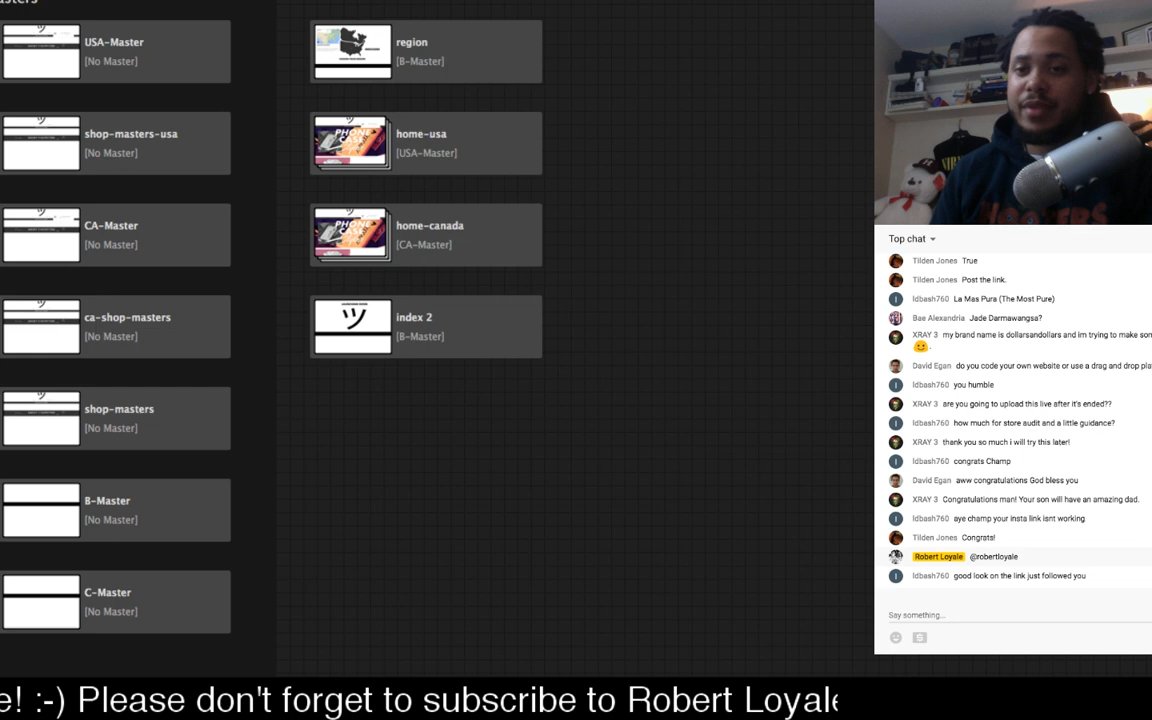 USA-Master
[No Master]
shop-masters-usa
[No Master]
CA-Master
[No Master]
ca-shop-masters
[No Master]
shop-masters
[No Master]
B-Master
[No Master]
C-Master
[No Master]
region
[B-Master]
PHONE
CASE
home-usa
[USA-Master]
PHONE
CASE
home-canada
[CA-Master]
ツ
index 2
[B-Master]
Top chat
Tilden Jones True
Tilden Jones Post the link.
ldbash760 La Mas Pura (The Most Pure)
Bae Alexandria Jade Darmawangsa?
XRAY 3 my brand name is dollarsandollars and im trying to make
David Egan do you code your own website or use a drag and drop
ldbash760 you humble
XRAY 3 are you going to upload this live after it's ended??
ldbash760 how much for store audit and a little guidance?
XRAY 3 thank you so much i will try this later!
ldbash760 congrats Champ
David Egan aww congratulations God bless you
XRAY 3 Congratulations man! Your son will have an amazing dad.
ldbash760 aye champ your insta link isnt working
Tilden Jones Congrats!
Robert Loyale @robertloyale
ldbash760 good look on the link just followed you
Say something...
e! :-) Please don't forget to subscribe to Robert Loyale